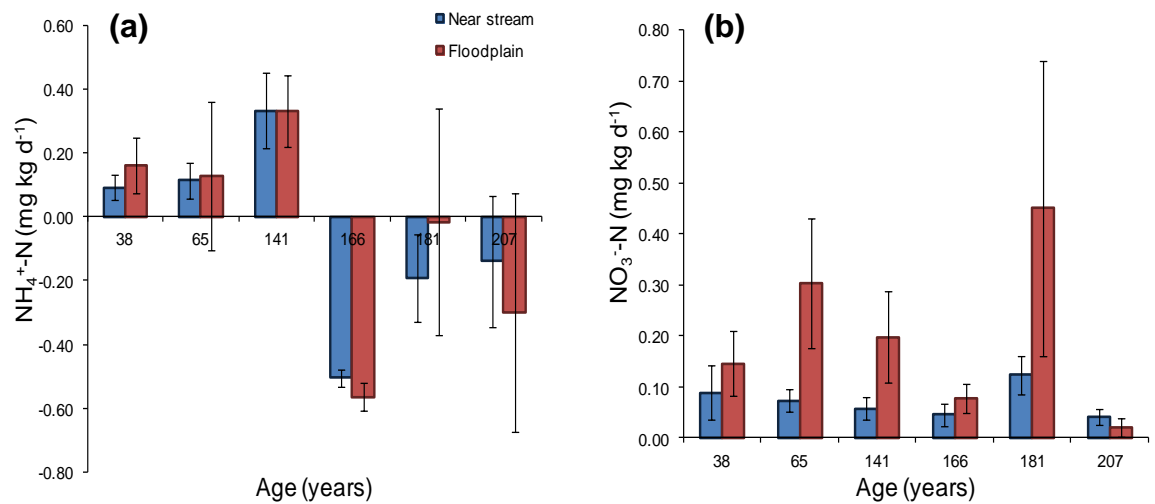 (a)
Near stream
Floodplain
NH₄⁺-N (mg kg d⁻¹)
0.60
0.40
0.20
0.00
-0.20
-0.40
-0.60
-0.80
38 65 141 166 181 207
Age (years)
(b)
NO₃⁻-N (mg kg d⁻¹)
0.80
0.70
0.60
0.50
0.40
0.30
0.20
0.10
0.00
38 65 141 166 181 207
Age (years)